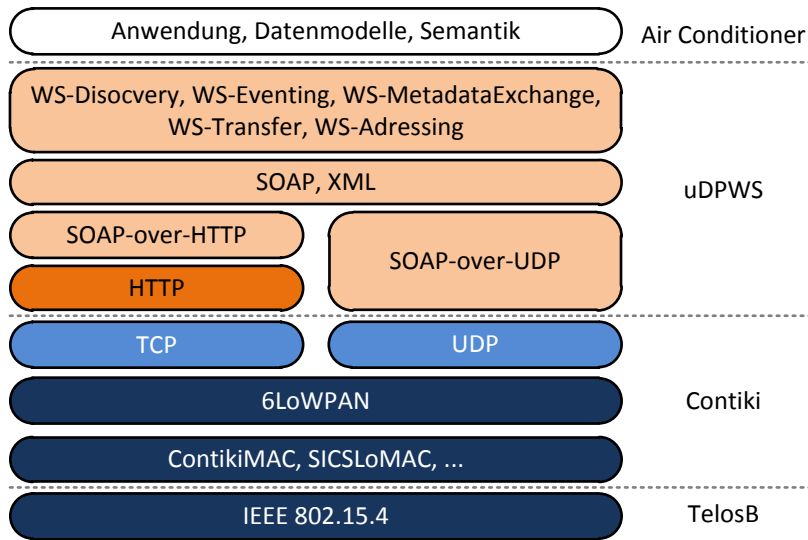 Anwendung, Datenmodelle, Semantik
Air Conditioner
WS-Disocvery, WS-Eventing, WS-MetadataExchange,
WS-Transfer, WS-Adressing
SOAP, XML
uDPWS
SOAP-over-HTTP
SOAP-over-UDP
HTTP
TCP
UDP
6LoWPAN
Contiki
ContikiMAC, SICSLoMAC, ...
IEEE 802.15.4
TelosB